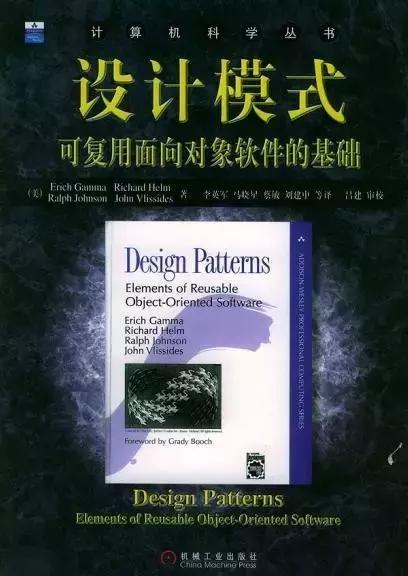 计算机科学丛书
设计模式
可复用面向对象软件的基础
(美) Erich Gamma Richard Helm
Ralph Johnson John Vlissides 著 李英军 马晓星 蔡敏 刘建中 等译 吕建 审校
Design Patterns
Elements of Reusable
Object-Oriented Software
Erich Gamma
Richard Helm
Ralph Johnson
John Vlissides
Foreword by Grady Booch
ADDISON-WESLEY PROFESSIONAL COMPUTING SERIES
Design Patterns
Elements of Reusable Object-Oriented Software
机械工业出版社
China Machine Press